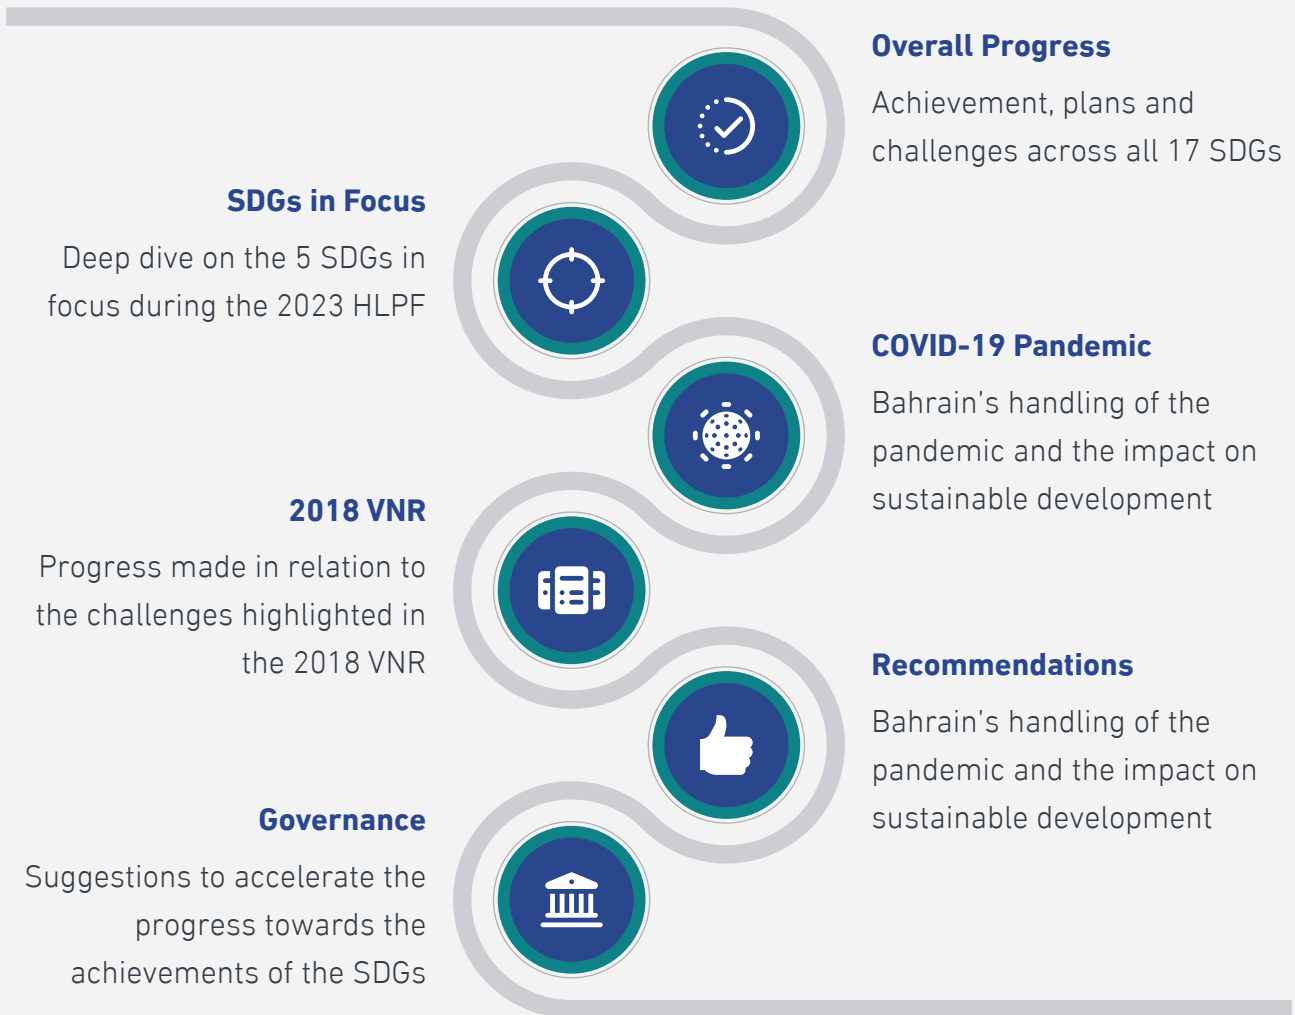 Overall Progress
Achievement, plans and
challenges across all 17 SDGs
SDGs in Focus
Deep dive on the 5 SDGs in
focus during the 2023 HLPF
COVID-19 Pandemic
Bahrain's handling of the
pandemic and the impact on
sustainable development
2018 VNR
Progress made in relation to
the challenges highlighted in
the 2018 VNR
Recommendations
Bahrain's handling of the
pandemic and the impact on
sustainable development
Governance
Suggestions to accelerate the
progress towards the
achievements of the SDGs